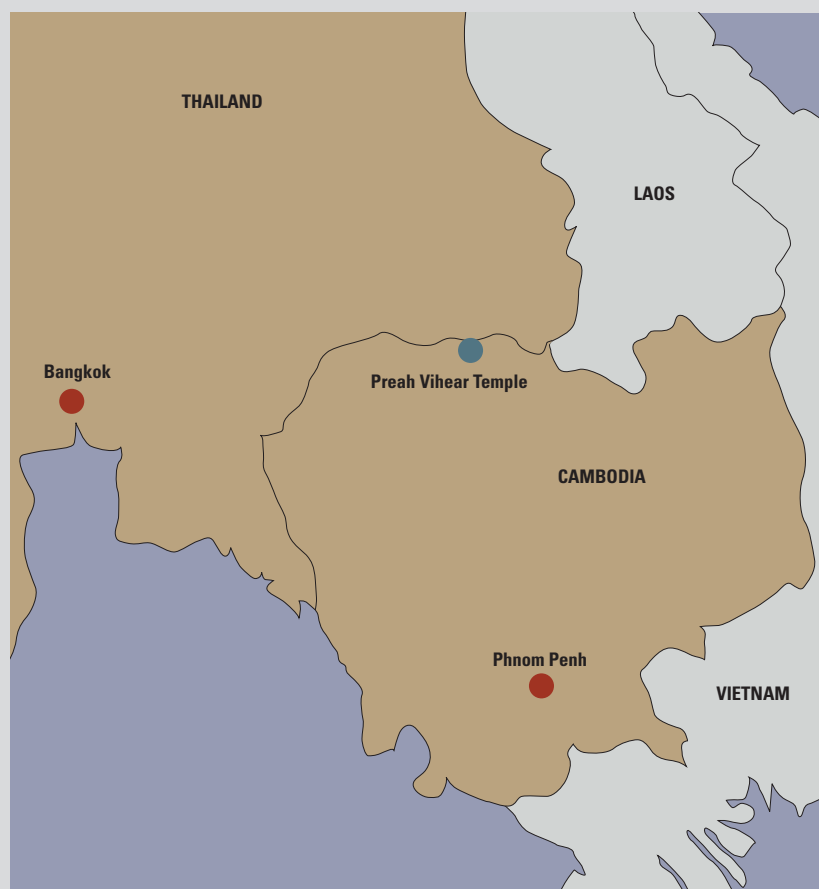 THAILAND
LAOS
Bangkok
Preah Vihear Temple
CAMBODIA
Phnom Penh
VIETNAM